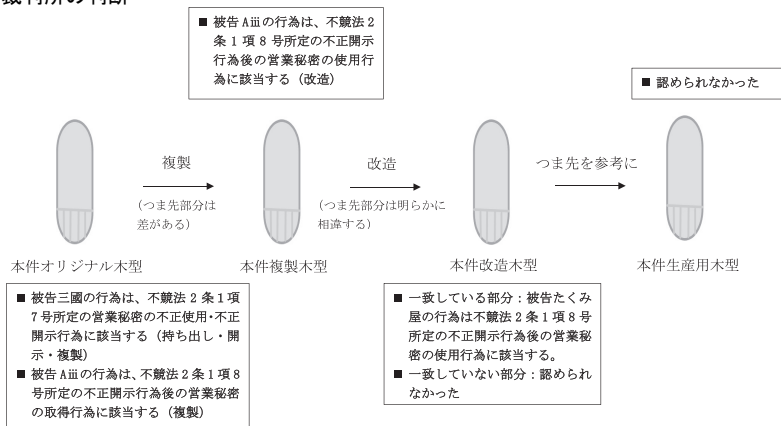 裁判所の判断
■ 被告 Aⅲの行為は、不競法 2
条 1 項 8 号所定の不正開示
行為後の営業秘密の使用行
為に該当する（改造）
■ 認められなかった
複製
(つま先部分は
差がある)
改造
(つま先部分は明らかに
相違する)
つま先を参考に
本件オリジナル木型
本件複製木型
本件改造木型
本件生産用木型
■ 被告三國の行為は、不競法 2 条 1 項
7 号所定の営業秘密の不正使用・不正
開示行為に該当する（持ち出し・開
示・複製）
■ 被告 Aⅲの行為は、不競法 2 条 1 項 8
号所定の不正開示行為後の営業秘密
の取得行為に該当する（複製）
■ 一致している部分：被告たくみ
屋の行為は不競法 2 条 1 項 8 号
所定の不正開示行為後の営業秘
密の使用行為に該当する。
■ 一致していない部分：認められ
なかった